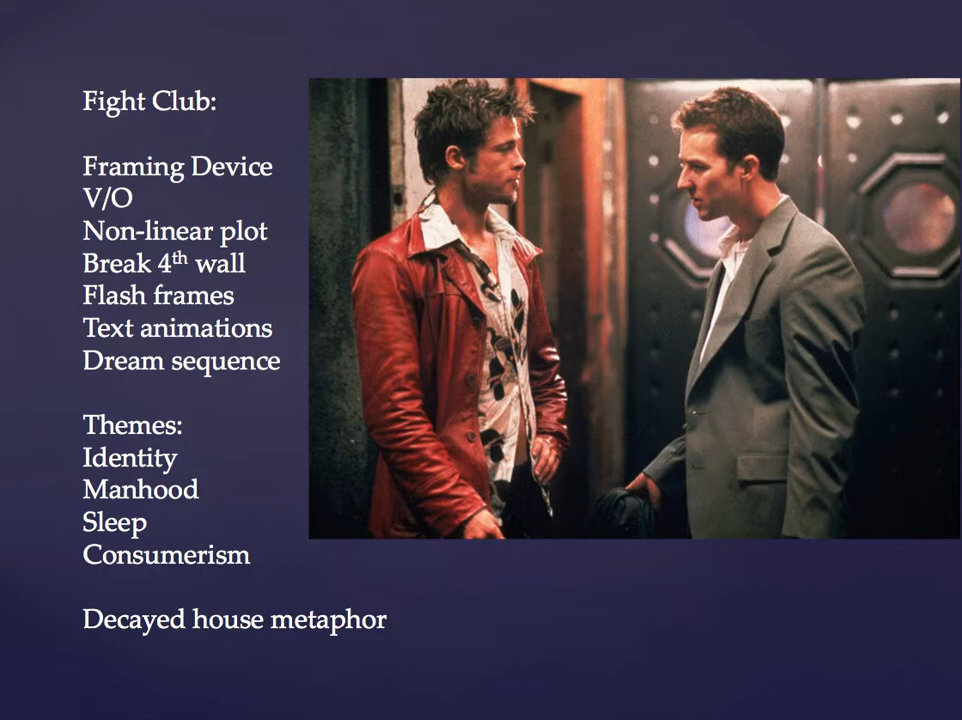 Fight Club:
Framing Device
V/O
Non-linear plot
Break 4th wall
Flash frames
Text animations
Dream sequence
Themes:
Identity
Manhood
Sleep
Consumerism
Decayed house metaphor